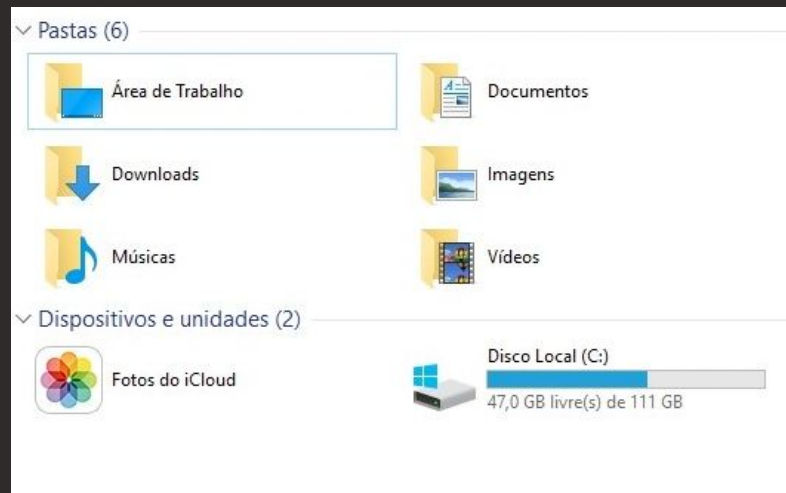 Pastas (6)
Área de Trabalho
Documentos
Downloads
Imagens
Músicas
Vídeos
Dispositivos e unidades (2)
Fotos do iCloud
Disco Local (C:)
47,0 GB livre(s) de 111 GB